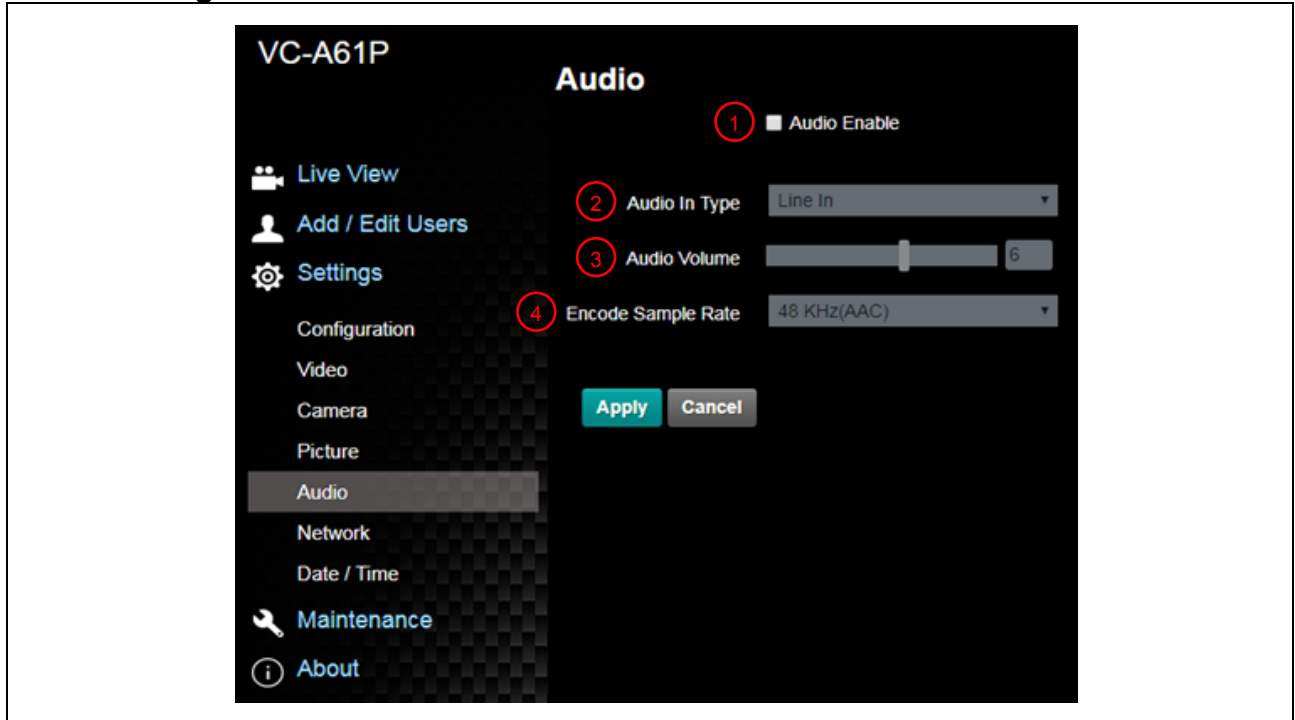 VC-A61P
Audio
1 Audio Enable
Live View
Add / Edit Users
Settings
Configuration
Video
Camera
Picture
Audio
Network
Date / Time
Maintenance
About
2 Audio In Type Line In
3 Audio Volume 6
4 Encode Sample Rate 48 KHz(AAC)
Apply Cancel